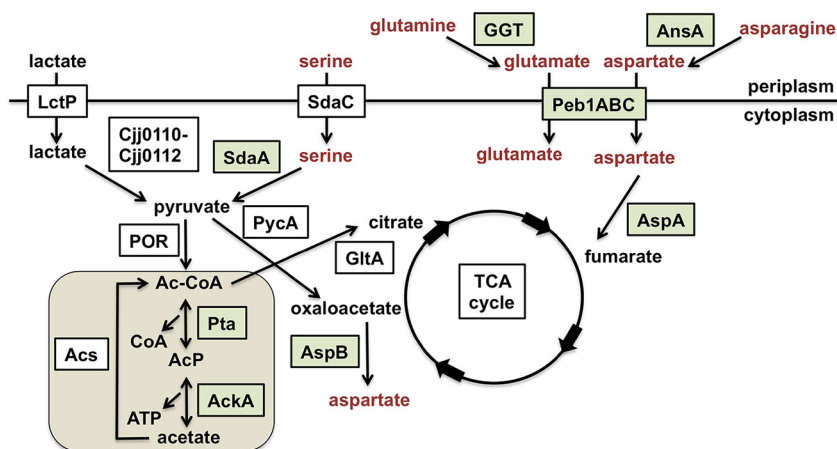 glutamine
GGT
AnsA
asparagine
lactate
serine
glutamate
aspartate
periplasm
LctP
SdaC
Peb1ABC
cytoplasm
lactate
Cjj0110-
Cjj0112
SdaA
serine
glutamate
aspartate
pyruvate
PycA
citrate
AspA
POR
GltA
fumarate
Ac-CoA
TCA
cycle
oxaloacetate
CoA
Pta
Acs
AcP
AspB
ATP
AckA
aspartate
acetate